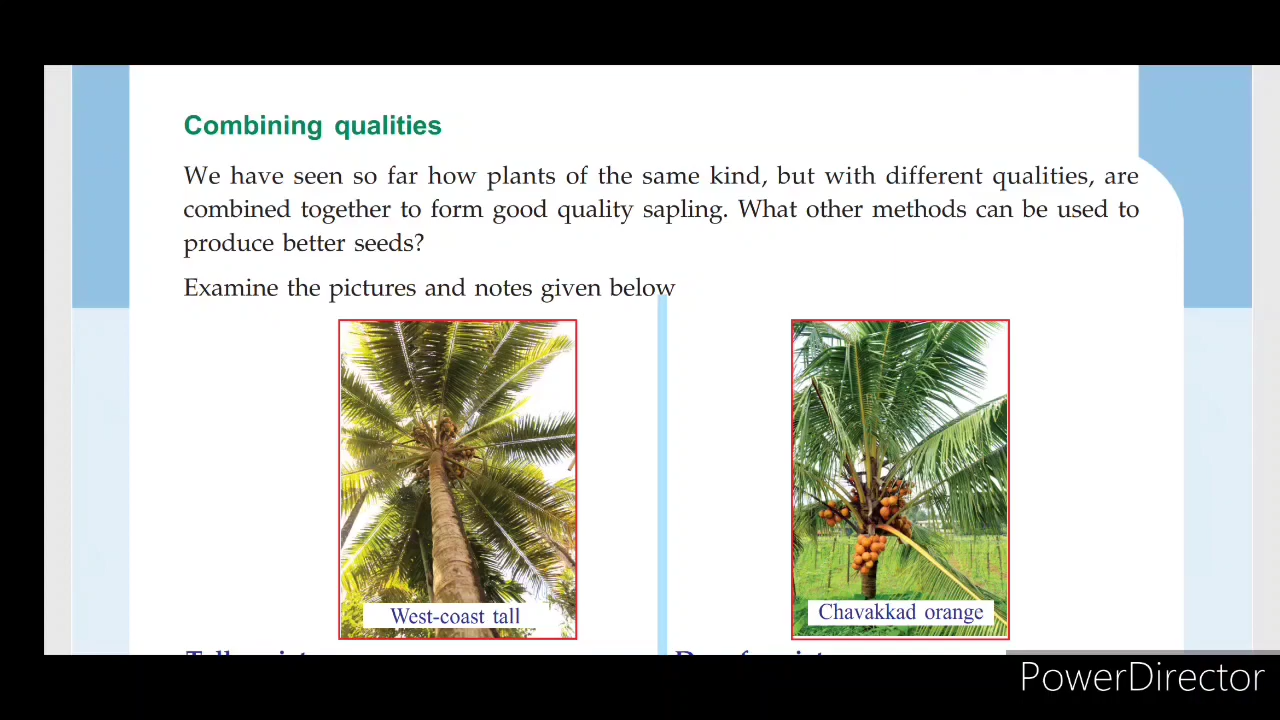 Combining qualities
We have seen so far how plants of the same kind, but with different qualities, are
combined together to form good quality sapling. What other methods can be used to
produce better seeds?
Examine the pictures and notes given below
West-coast tall
Chavakkad orange
PowerDirector